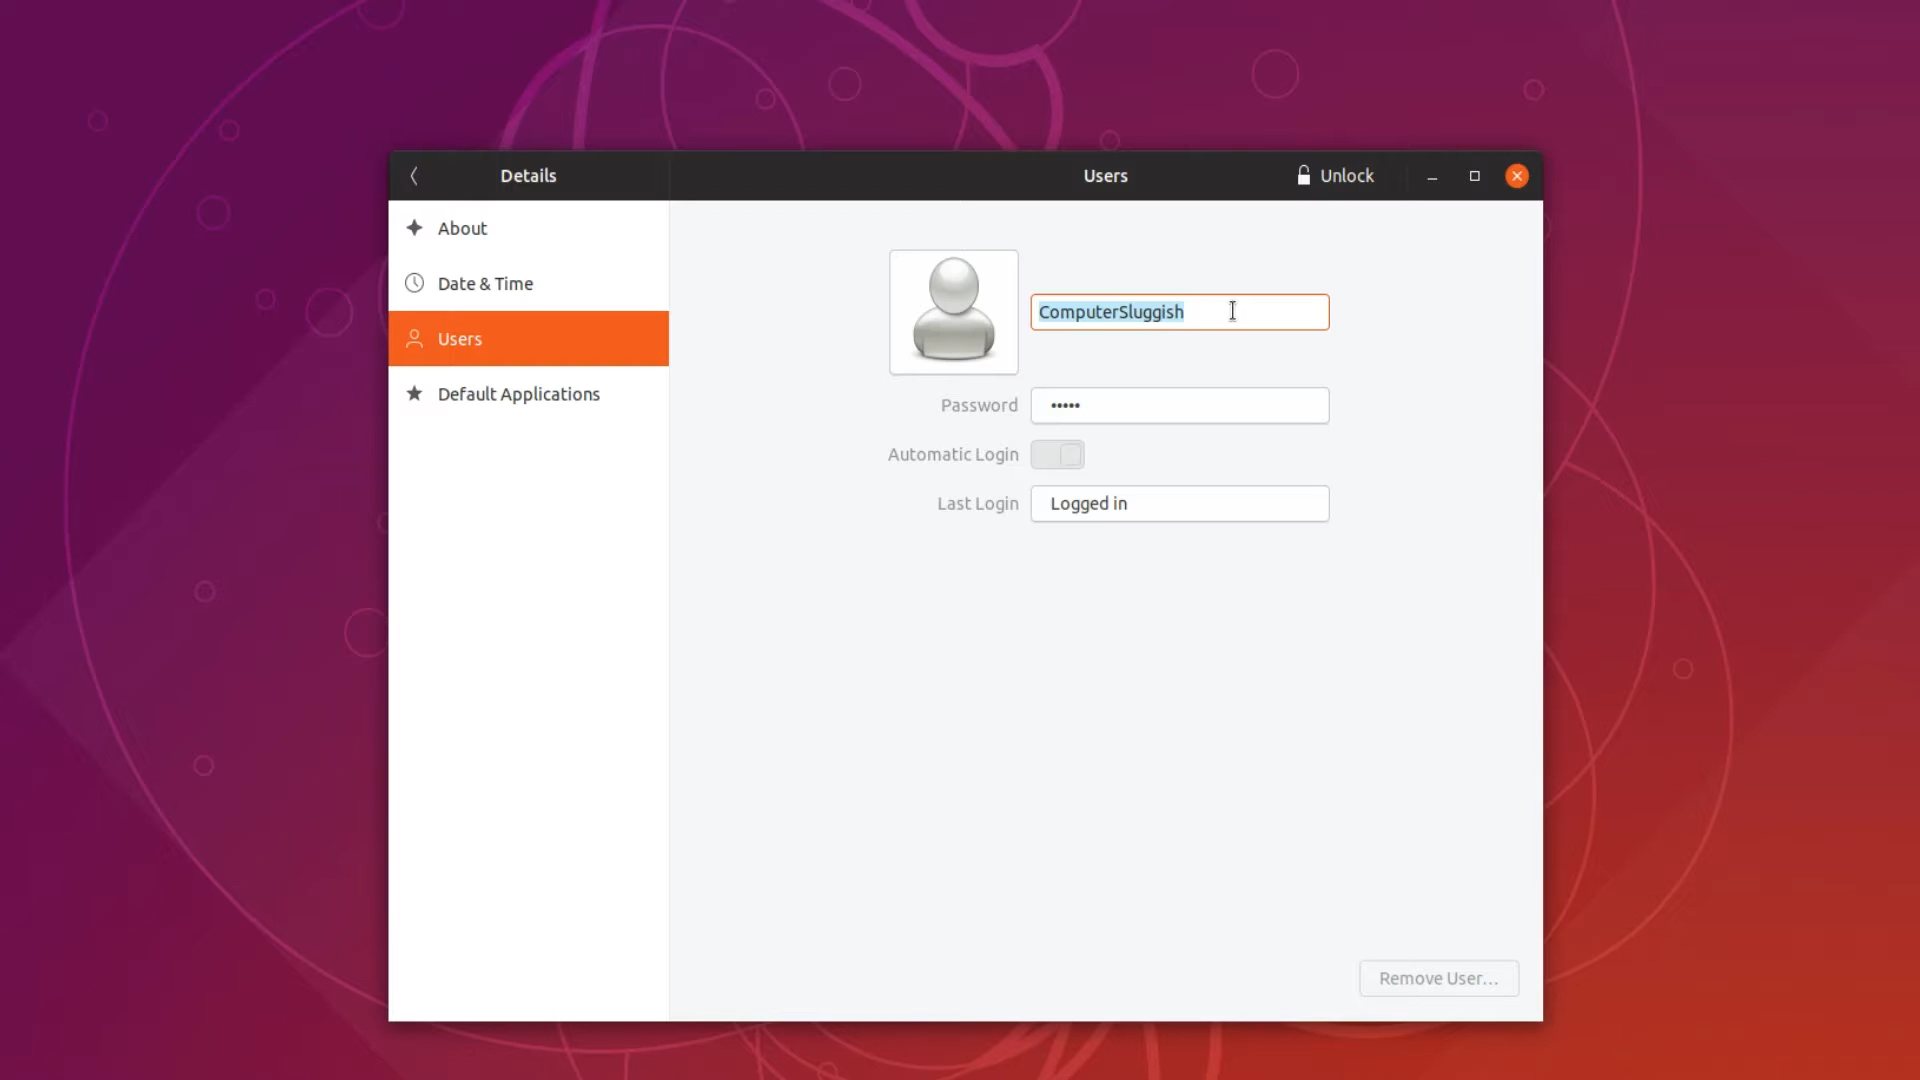 Details
Users
Unlock
About
Date & Time
Users
Default Applications
ComputerSluggish
Password
•••••
Automatic Login
Last Login
Logged in
Remove User...